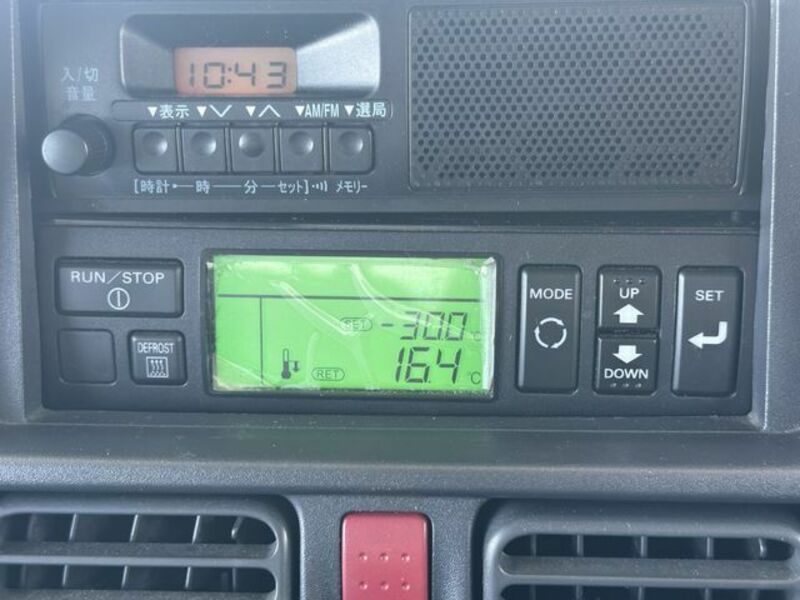 10:43
入/切
音量
▼表示 ▼∨ ▼∧ ▼AM/FM ▼選局
[時計•─時──分──セット]•))) メモリー
RUN/STOP
DEFROST
RET -30.0 °C
RET 16.4 °C
MODE
UP
DOWN
SET